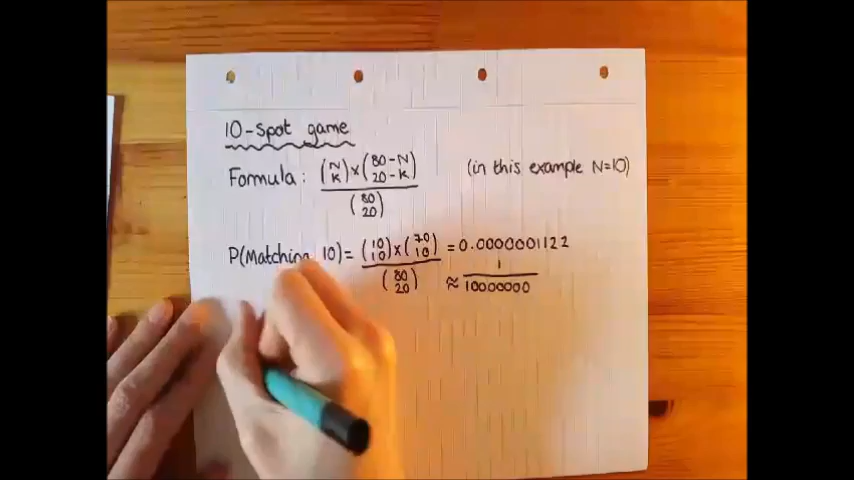 10-spot game
Formula: (N K) x (80-N 20-K) / (80 20) (in this example N=10)
P(Matching 10) = (10 10) x (70 10) / (80 20) = 0.0000001122
≈ 1 / 10000000